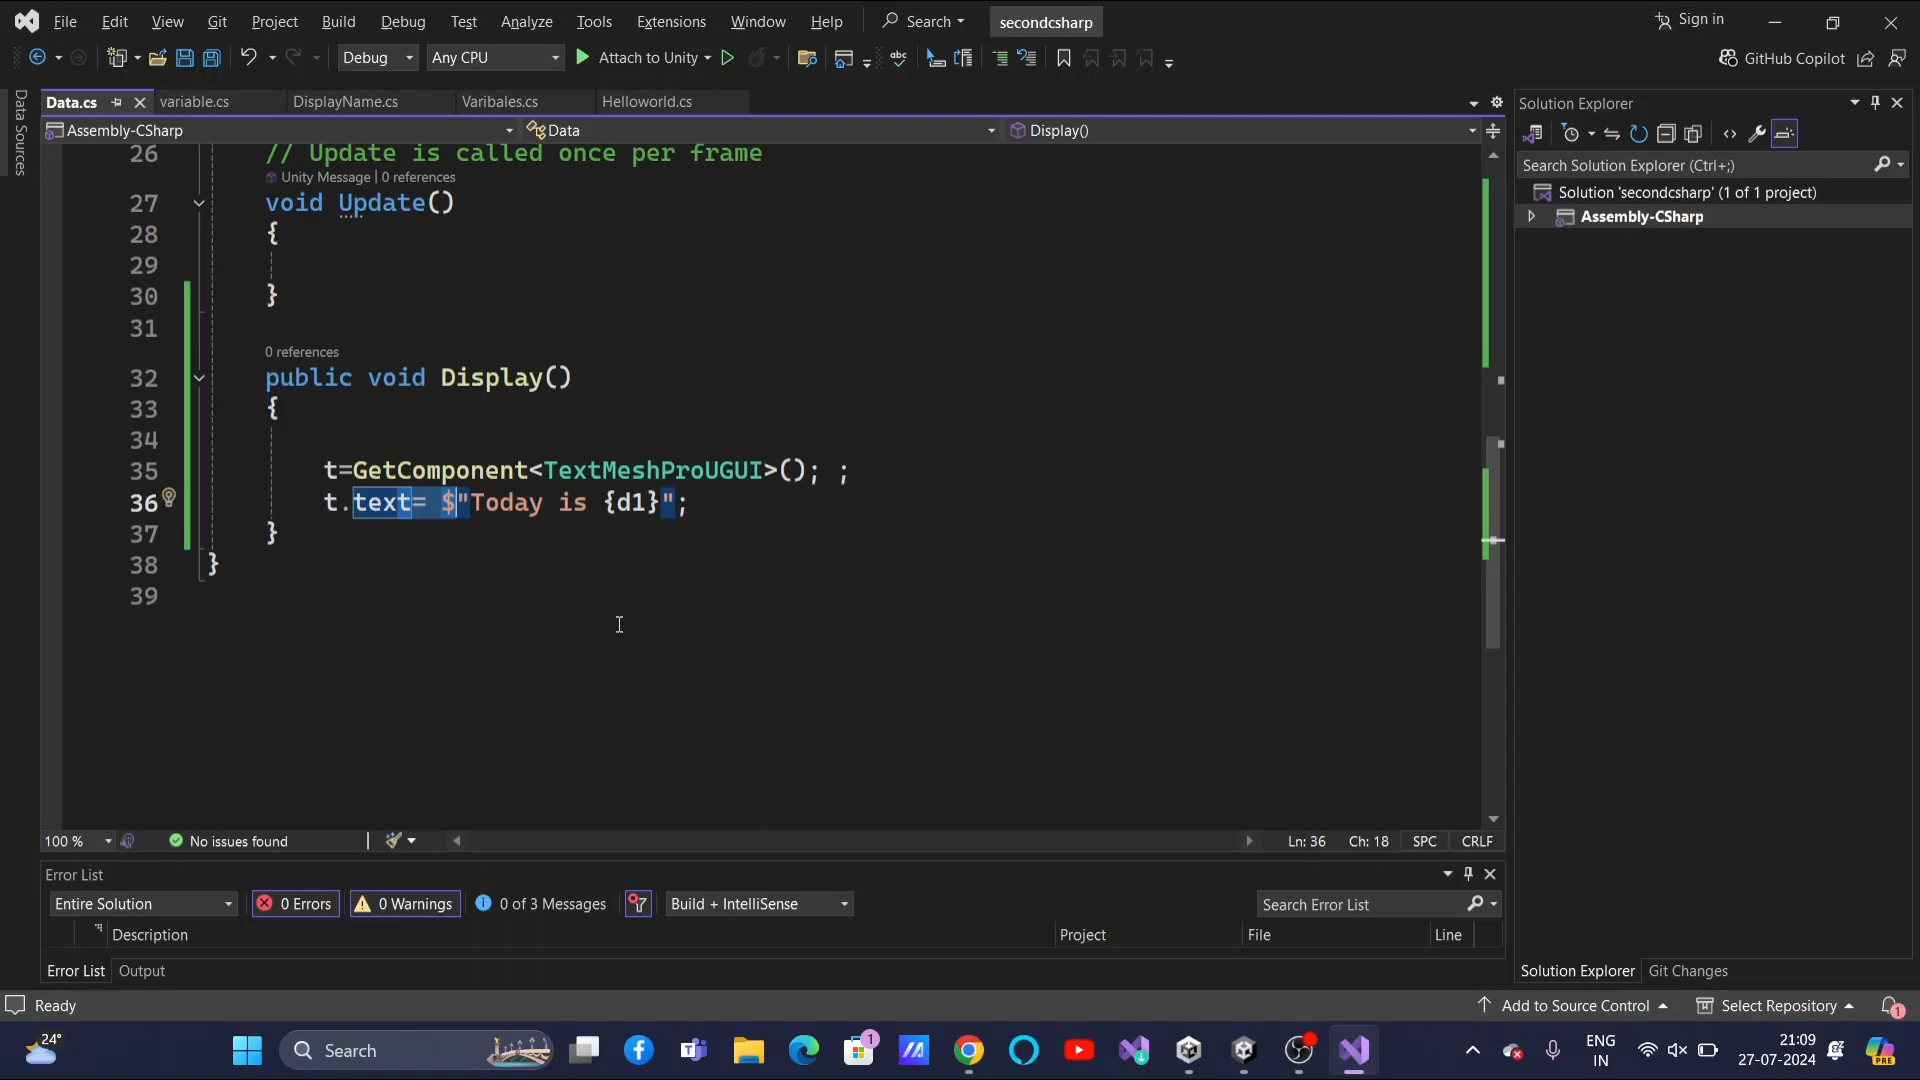 File Edit View Git Project Build Debug Test Analyze Tools Extensions Window Help Search secondcsharp Sign in
Debug Any CPU Attach to Unity abc GitHub Copilot
Data Sources
Data.cs variable.cs DisplayName.cs Varibales.cs Helloworld.cs
Assembly-CSharp Data Display()
26 // Update is called once per frame
Unity Message | 0 references
27 void Update()
28 {
29
30 }
31
0 references
32 public void Display()
33 {
34
35 t=GetComponent<TextMeshProUGUI>(); ;
36 t.text= $"Today is {d1}";
37 }
38 }
39
100 % No issues found Ln: 36 Ch: 18 SPC CRLF
Error List
Entire Solution 0 Errors 0 Warnings 0 of 3 Messages Build + IntelliSense Search Error List
Description Project File Line
Error List Output
Solution Explorer
Search Solution Explorer (Ctrl+;)
Solution 'secondcsharp' (1 of 1 project)
Assembly-CSharp
Solution Explorer Git Changes
Ready Add to Source Control Select Repository 1
24° Search 1 ENG IN 21:09 27-07-2024 PRE